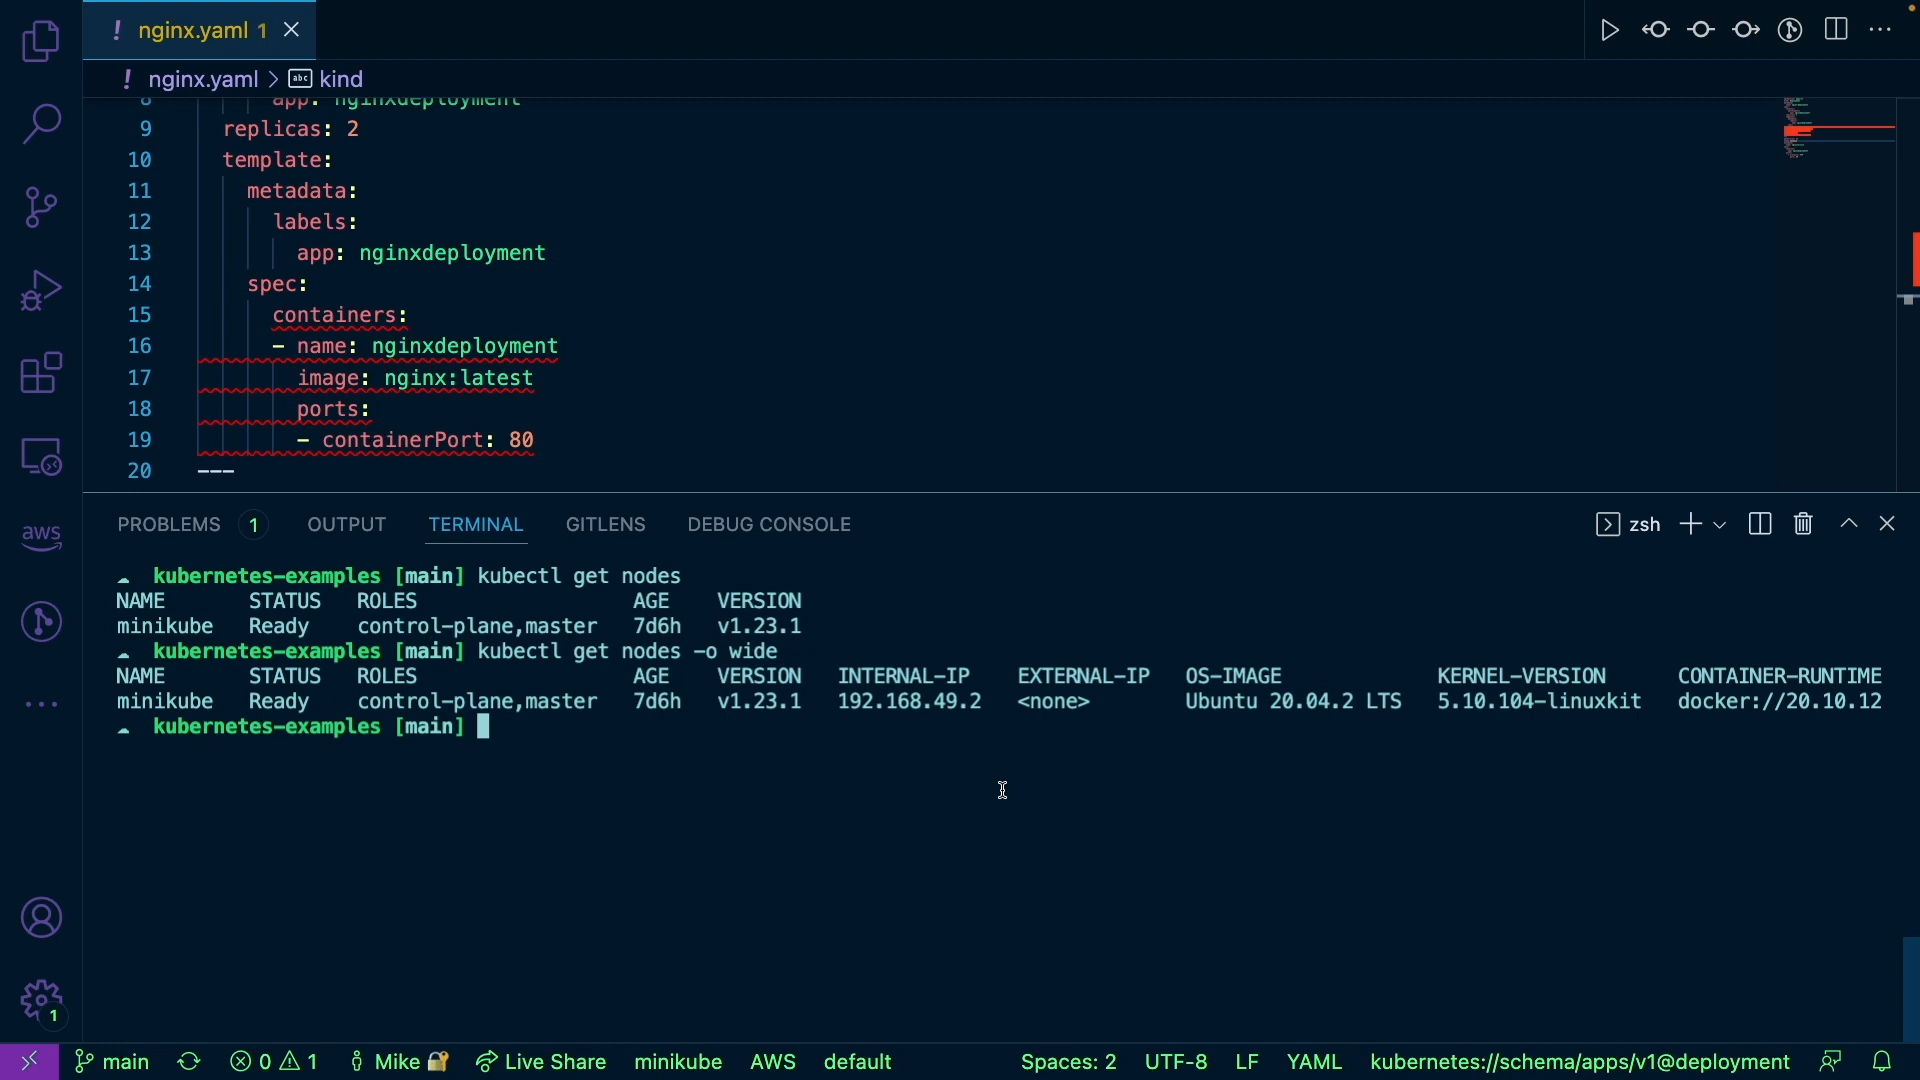 ! nginx.yaml 1
! nginx.yaml > abc kind
8 app: nginxdeployment
9 replicas: 2
10 template:
11 metadata:
12 labels:
13 app: nginxdeployment
14 spec:
15 containers:
16 - name: nginxdeployment
17 image: nginx:latest
18 ports:
19 - containerPort: 80
20 ---
aws
PROBLEMS 1 OUTPUT TERMINAL GITLENS DEBUG CONSOLE zsh
kubernetes-examples [main] kubectl get nodes
NAME STATUS ROLES AGE VERSION
minikube Ready control-plane,master 7d6h v1.23.1
kubernetes-examples [main] kubectl get nodes -o wide
NAME STATUS ROLES AGE VERSION INTERNAL-IP EXTERNAL-IP OS-IMAGE KERNEL-VERSION CONTAINER-RUNTIME
minikube Ready control-plane,master 7d6h v1.23.1 192.168.49.2 <none> Ubuntu 20.04.2 LTS 5.10.104-linuxkit docker://20.10.12
kubernetes-examples [main]
1
main 0 1 Mike Live Share minikube AWS default Spaces: 2 UTF-8 LF YAML kubernetes://schema/apps/v1@deployment